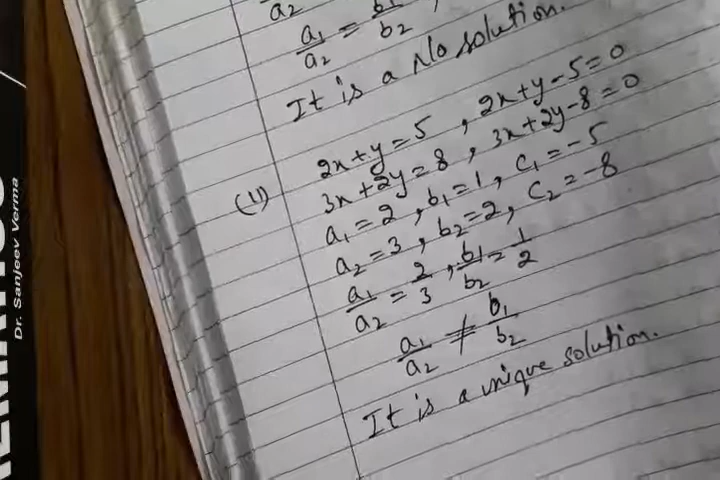 a₂
a₁/a₂ = b₁/b₂
It is a No solution.
(11) 2x+y=5 , 2x+y-5=0
3x+2y=8 , 3x+2y-8=0
a₁=2 , b₁=1 , c₁=-5
a₂=3 , b₂=2 , c₂=-8
a₁/a₂ = 2/3 , b₁/b₂ = 1/2
a₁/a₂ ≠ b₁/b₂
It is a unique solution.
Dr. Sanjeev Verma